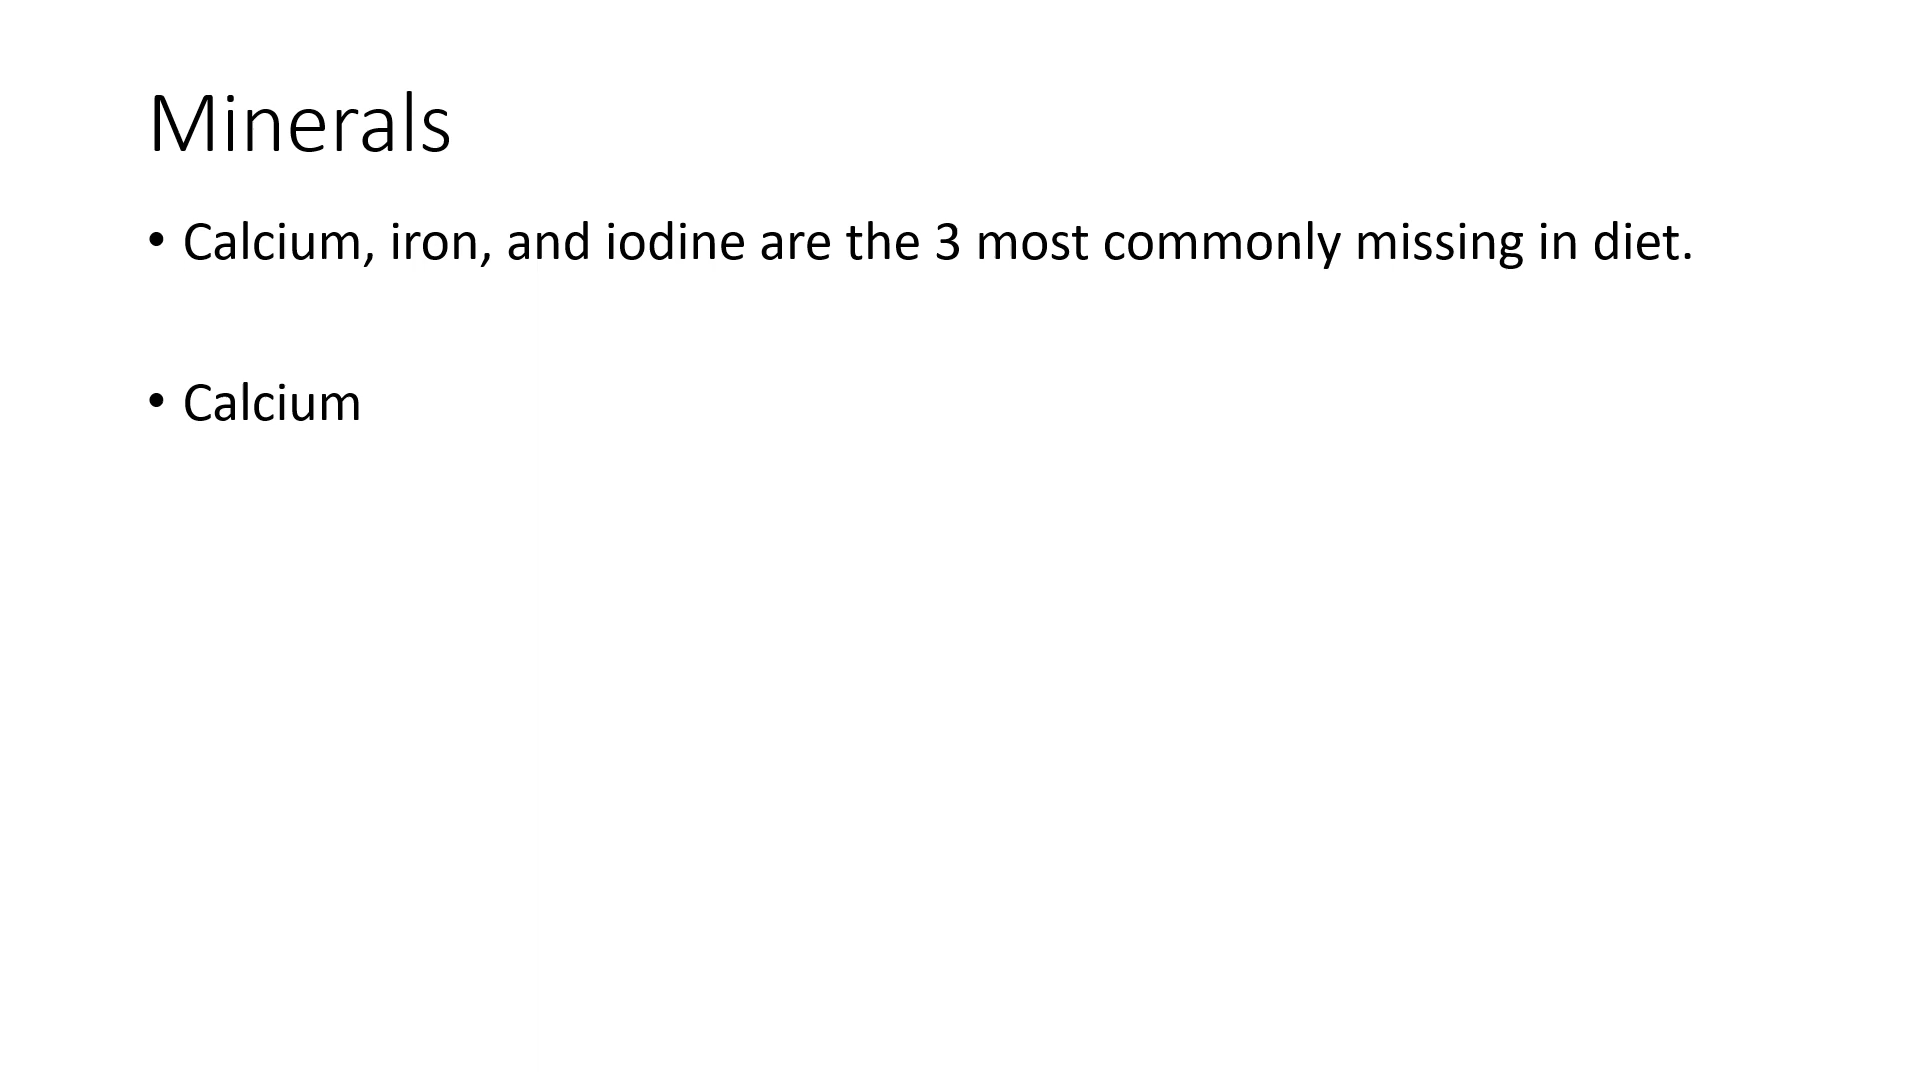 Minerals
• Calcium, iron, and iodine are the 3 most commonly missing in diet.
• Calcium